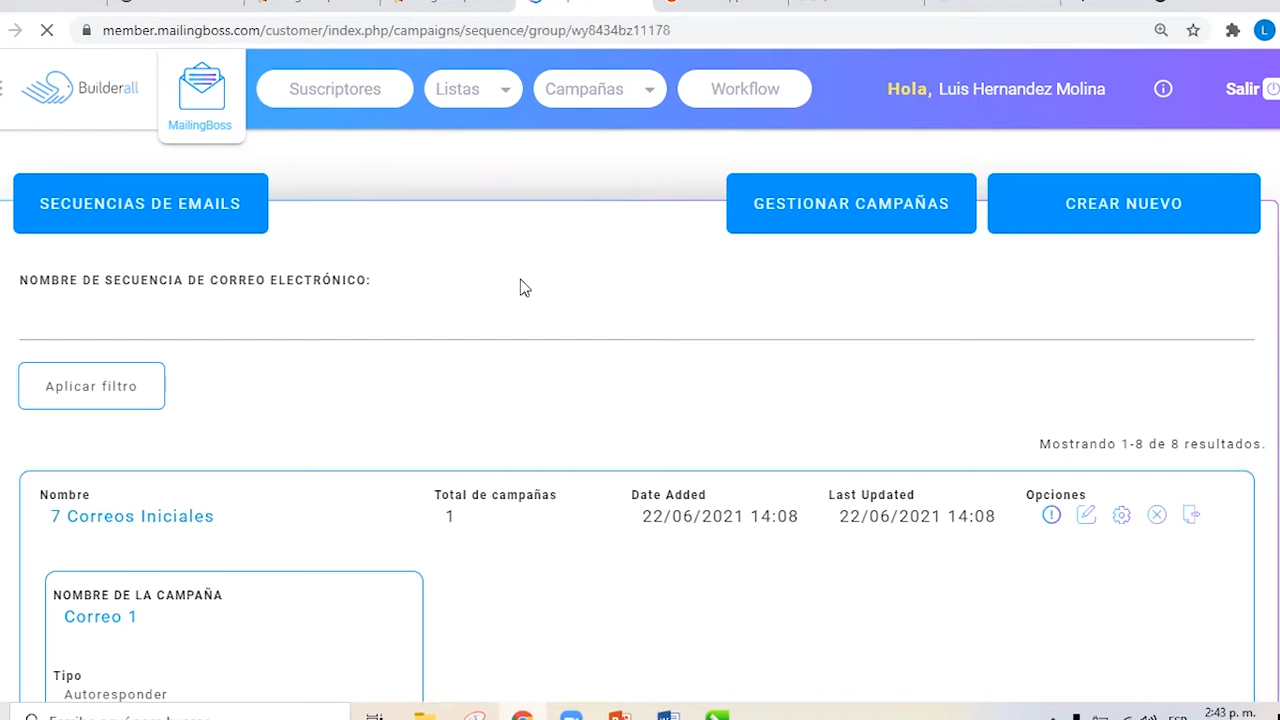 member.mailingboss.com/customer/index.php/campaigns/sequence/group/wy8434bz11178
L
Builderall
MailingBoss
Suscriptores
Listas
Campañas
Workflow
Hola, Luis Hernandez Molina
Salir
SECUENCIAS DE EMAILS
GESTIONAR CAMPAÑAS
CREAR NUEVO
NOMBRE DE SECUENCIA DE CORREO ELECTRÓNICO:
Aplicar filtro
Mostrando 1-8 de 8 resultados.
Nombre Total de campañas Date Added Last Updated Opciones
7 Correos Iniciales 1 22/06/2021 14:08 22/06/2021 14:08
NOMBRE DE LA CAMPAÑA
Correo 1
Tipo
Autoresponder
2:43 p. m.